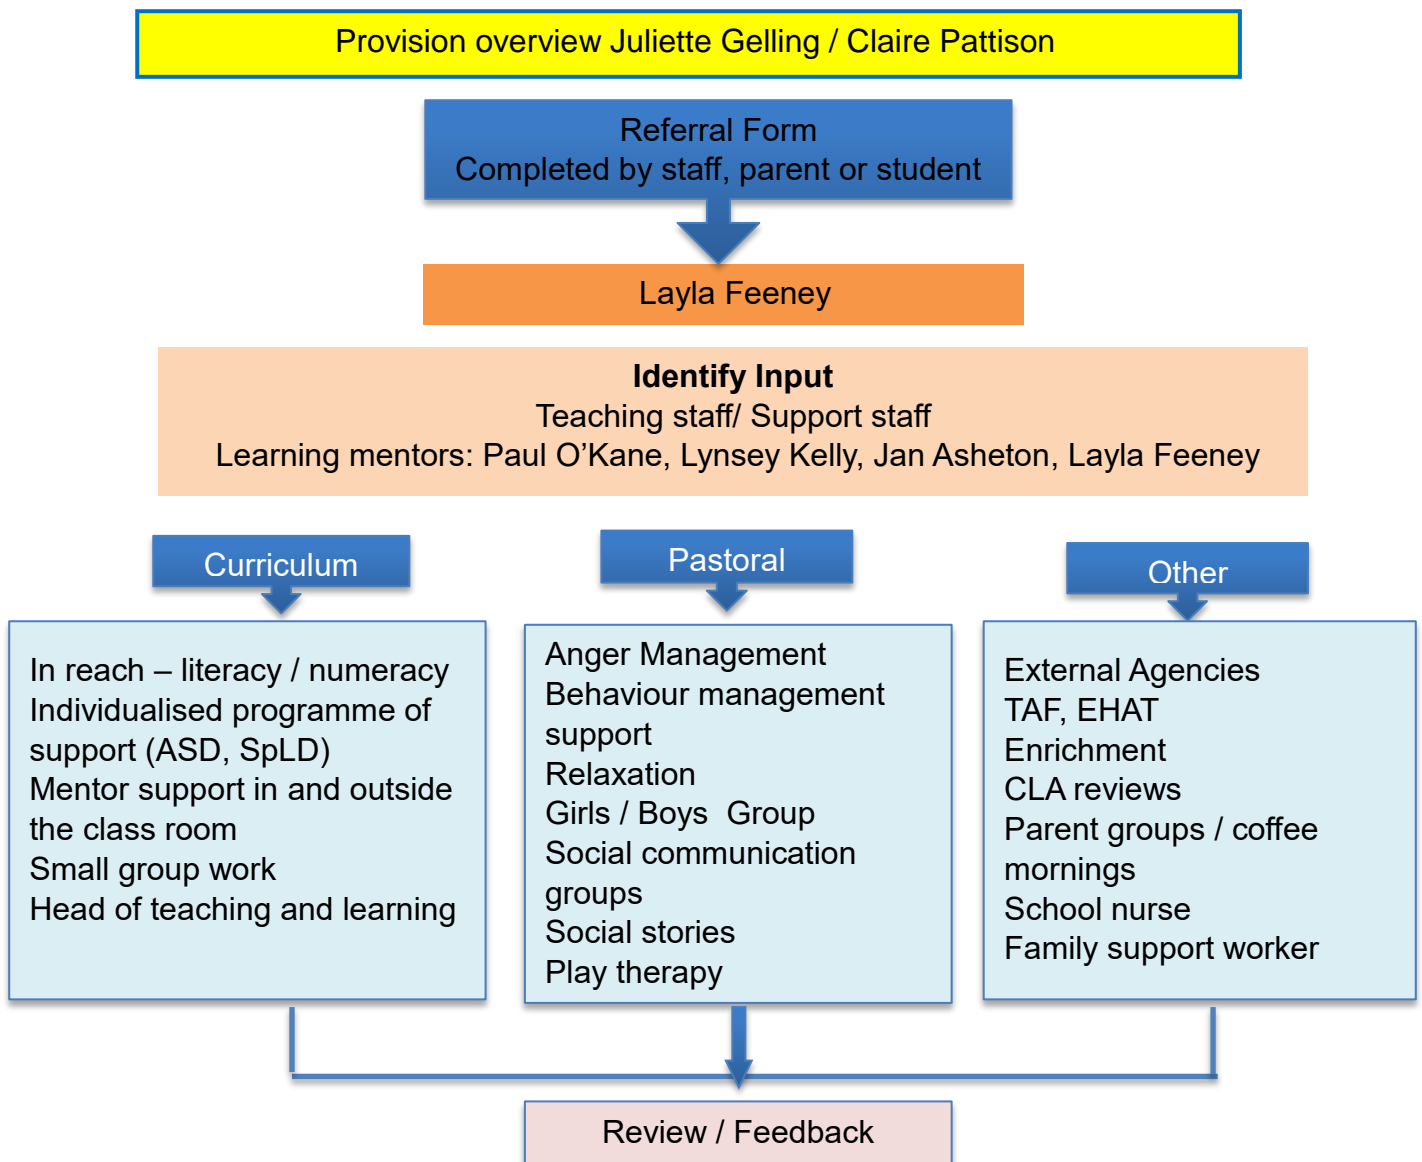 Provision overview Juliette Gelling / Claire Pattison
Referral Form
Completed by staff, parent or student
Layla Feeney
Identify Input
Teaching staff/ Support staff
Learning mentors: Paul O’Kane, Lynsey Kelly, Jan Asheton, Layla Feeney
Curriculum
In reach – literacy / numeracy
Individualised programme of
support (ASD, SpLD)
Mentor support in and outside
the class room
Small group work
Head of teaching and learning
Pastoral
Anger Management
Behaviour management
support
Relaxation
Girls / Boys  Group
Social communication
groups
Social stories
Play therapy
Other
External Agencies
TAF, EHAT
Enrichment
CLA reviews
Parent groups / coffee
mornings
School nurse
Family support worker
Review / Feedback